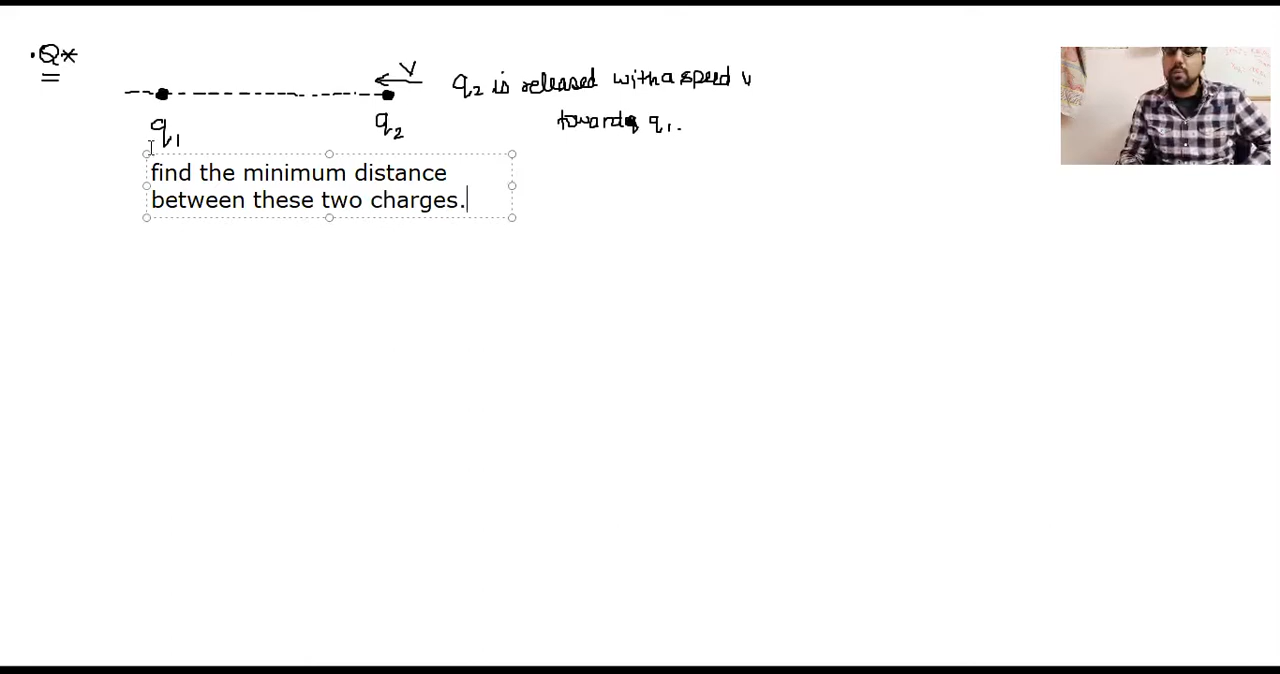 .Q*
V
q₂ is released with a speed v
towards q₁.
q₁
q₂
find the minimum distance
between these two charges.